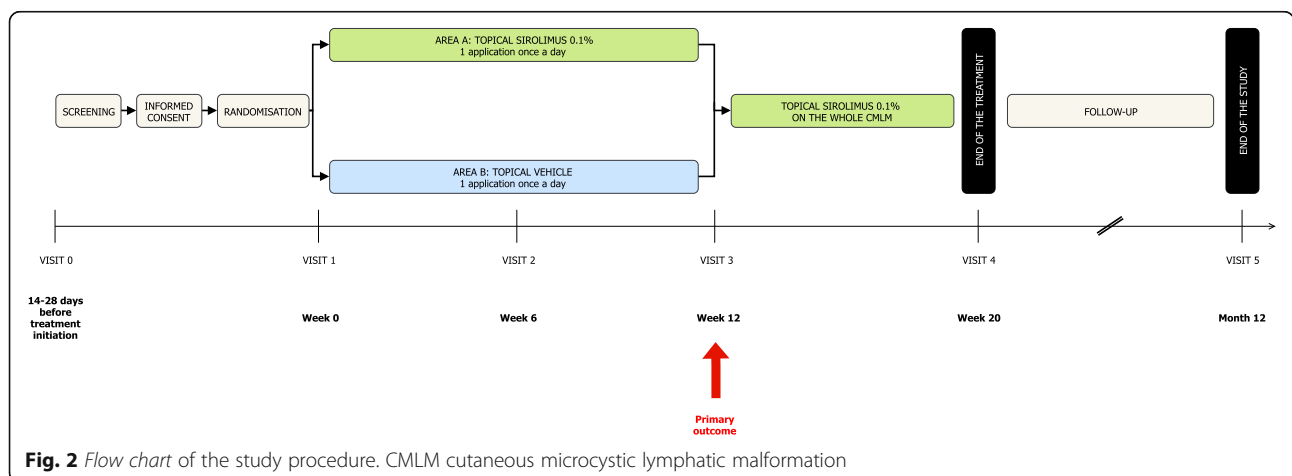 AREA A: TOPICAL SIROLIMUS 0.1%
1 application once a day
SCREENING
INFORMED
CONSENT
RANDOMISATION
TOPICAL SIROLIMUS 0.1%
ON THE WHOLE CMLM
END OF THE TREATMENT
FOLLOW-UP
END OF THE STUDY
AREA B: TOPICAL VEHICLE
1 application once a day
VISIT 0
VISIT 1
VISIT 2
VISIT 3
VISIT 4
VISIT 5
14-28 days
before
treatment
initiation
Week 0
Week 6
Week 12
Week 20
Month 12
Primary
outcome
Fig. 2 Flow chart of the study procedure. CMLM cutaneous microcystic lymphatic malformation